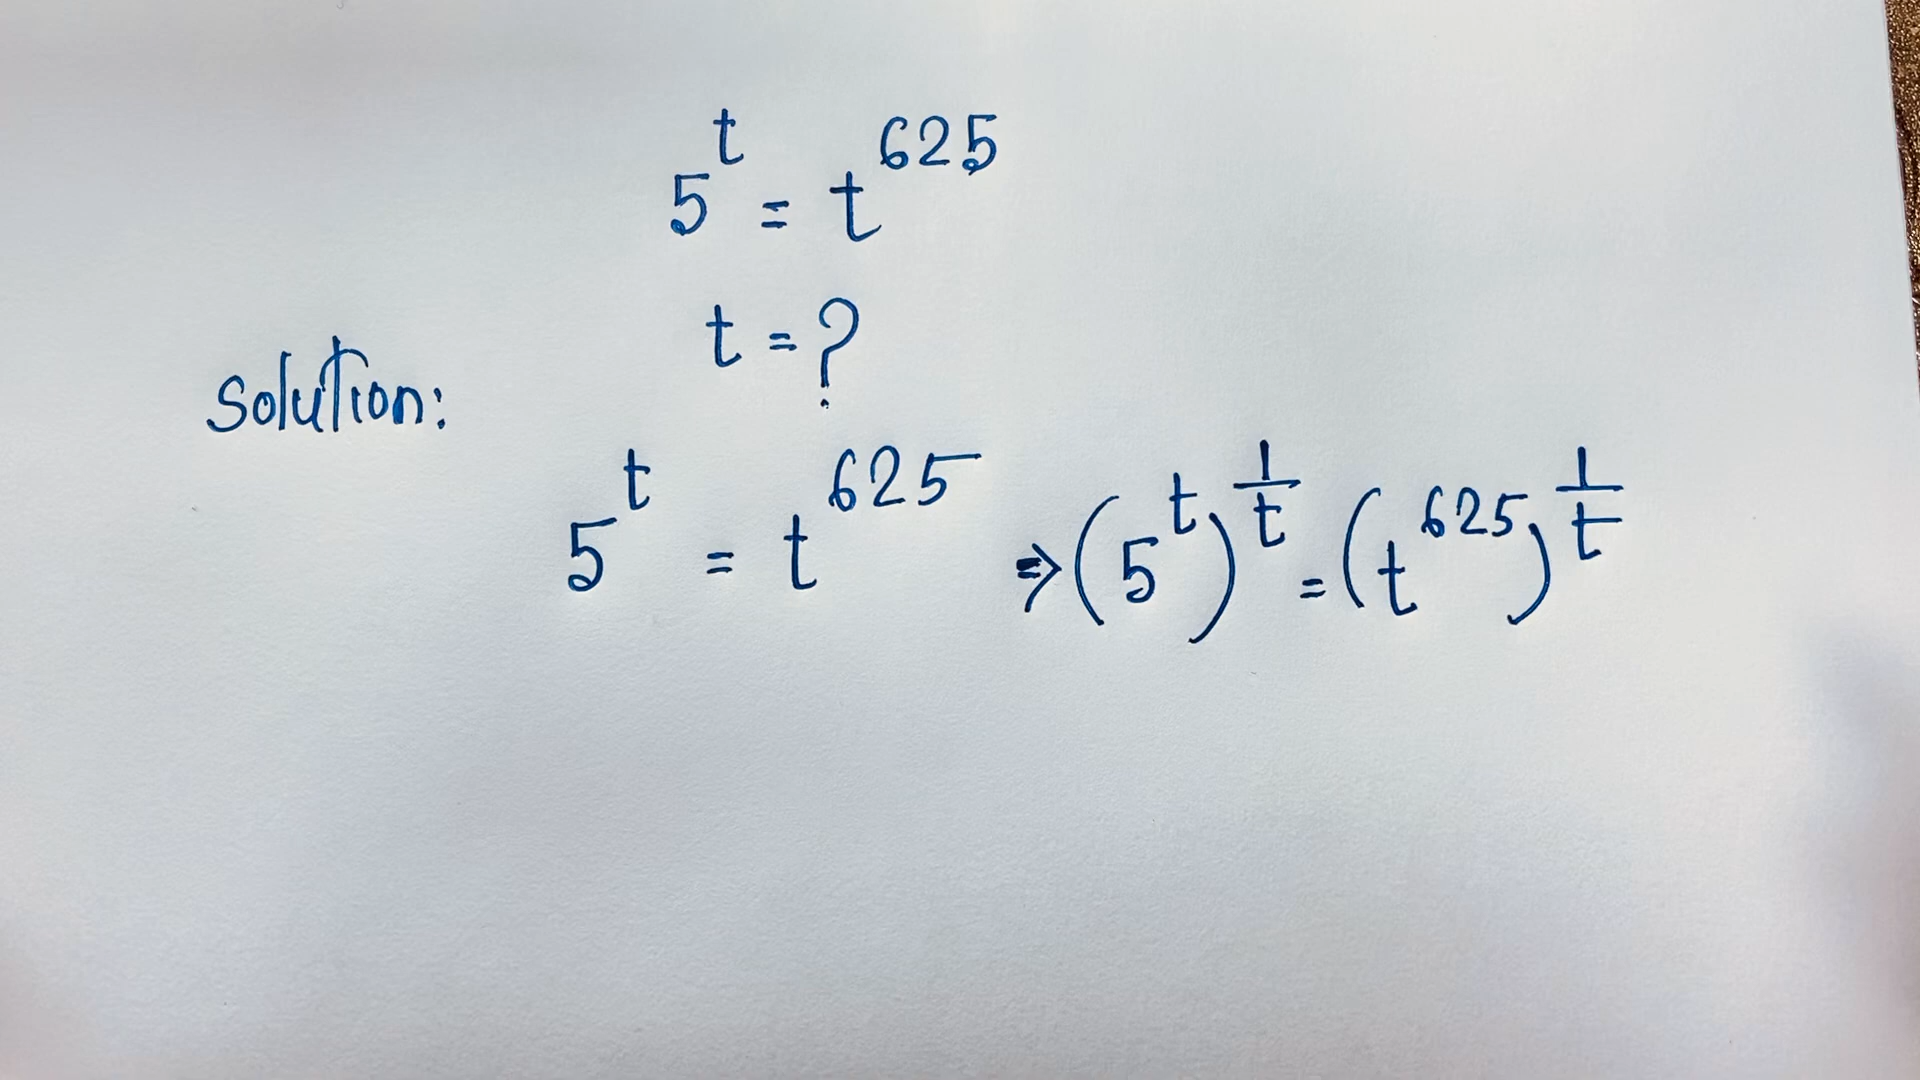 5^t = t^625
t = ?
Solution:
5^t = t^625 ⇒ (5^t)^(1/t) = (t^625)^(1/t)